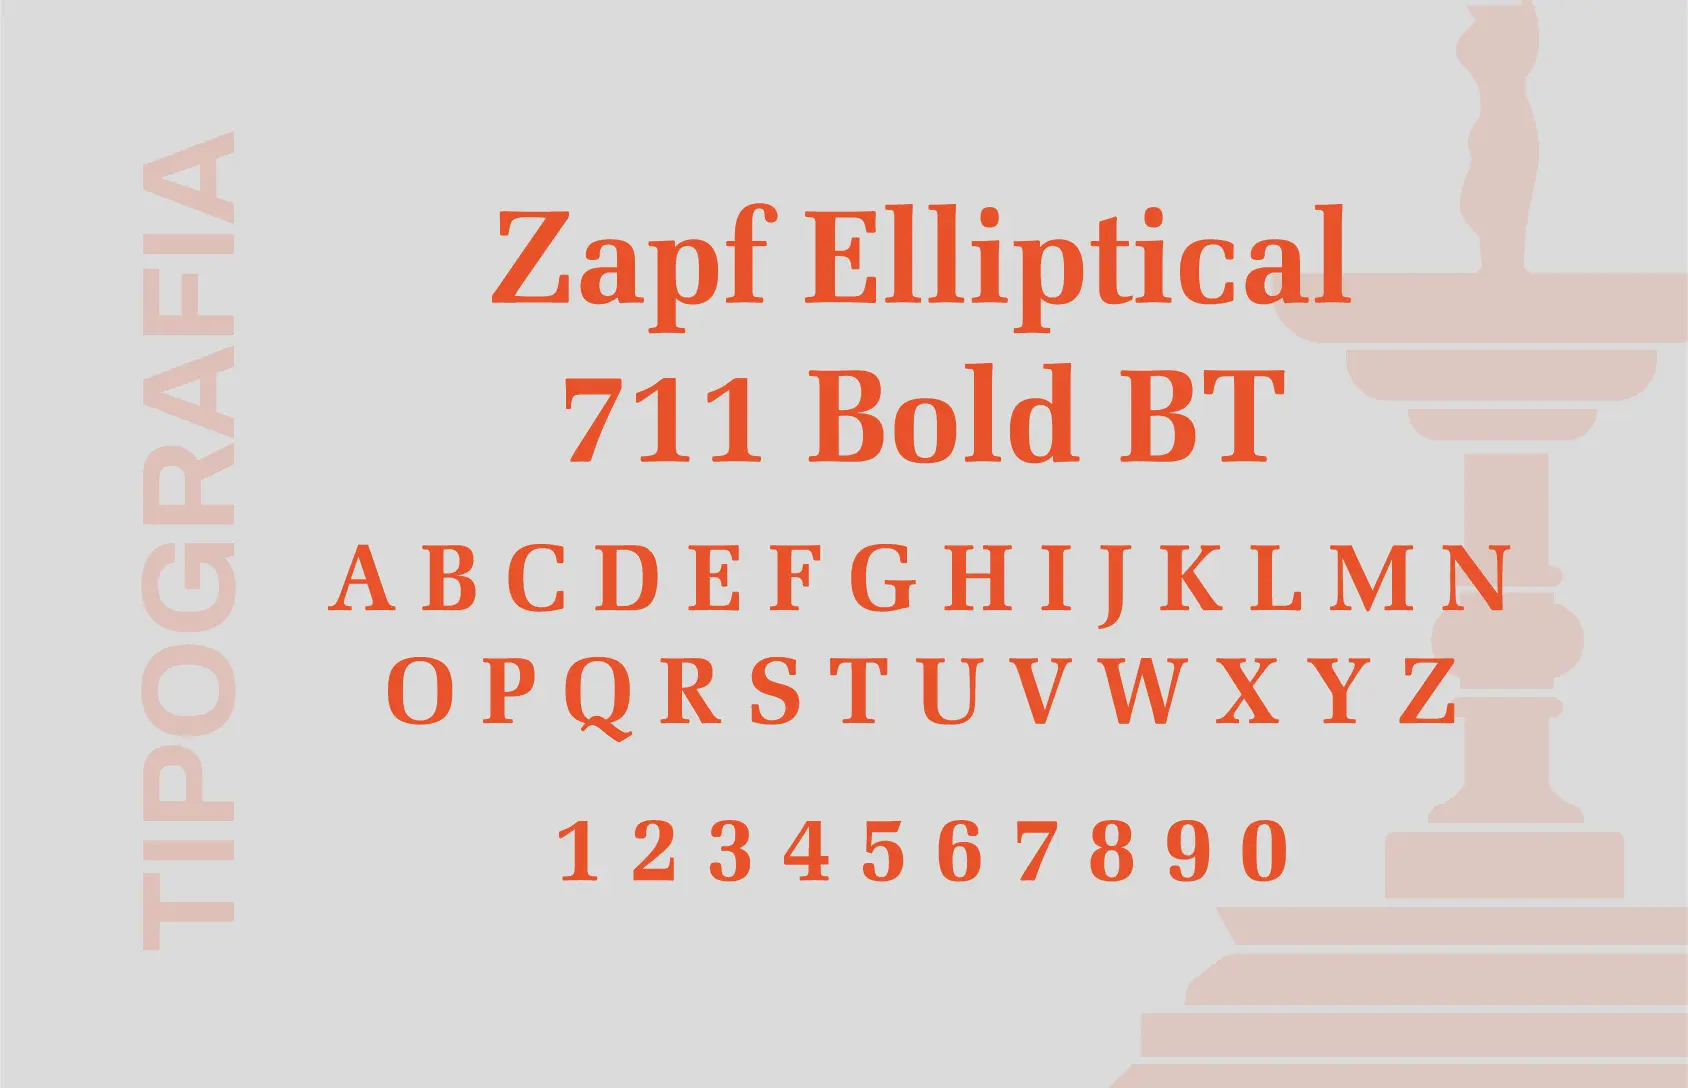 TIPOGRAFIA
Zapf Elliptical
711 Bold BT
A B C D E F G H I J K L M N
O P Q R S T U V W X Y Z
1 2 3 4 5 6 7 8 9 0